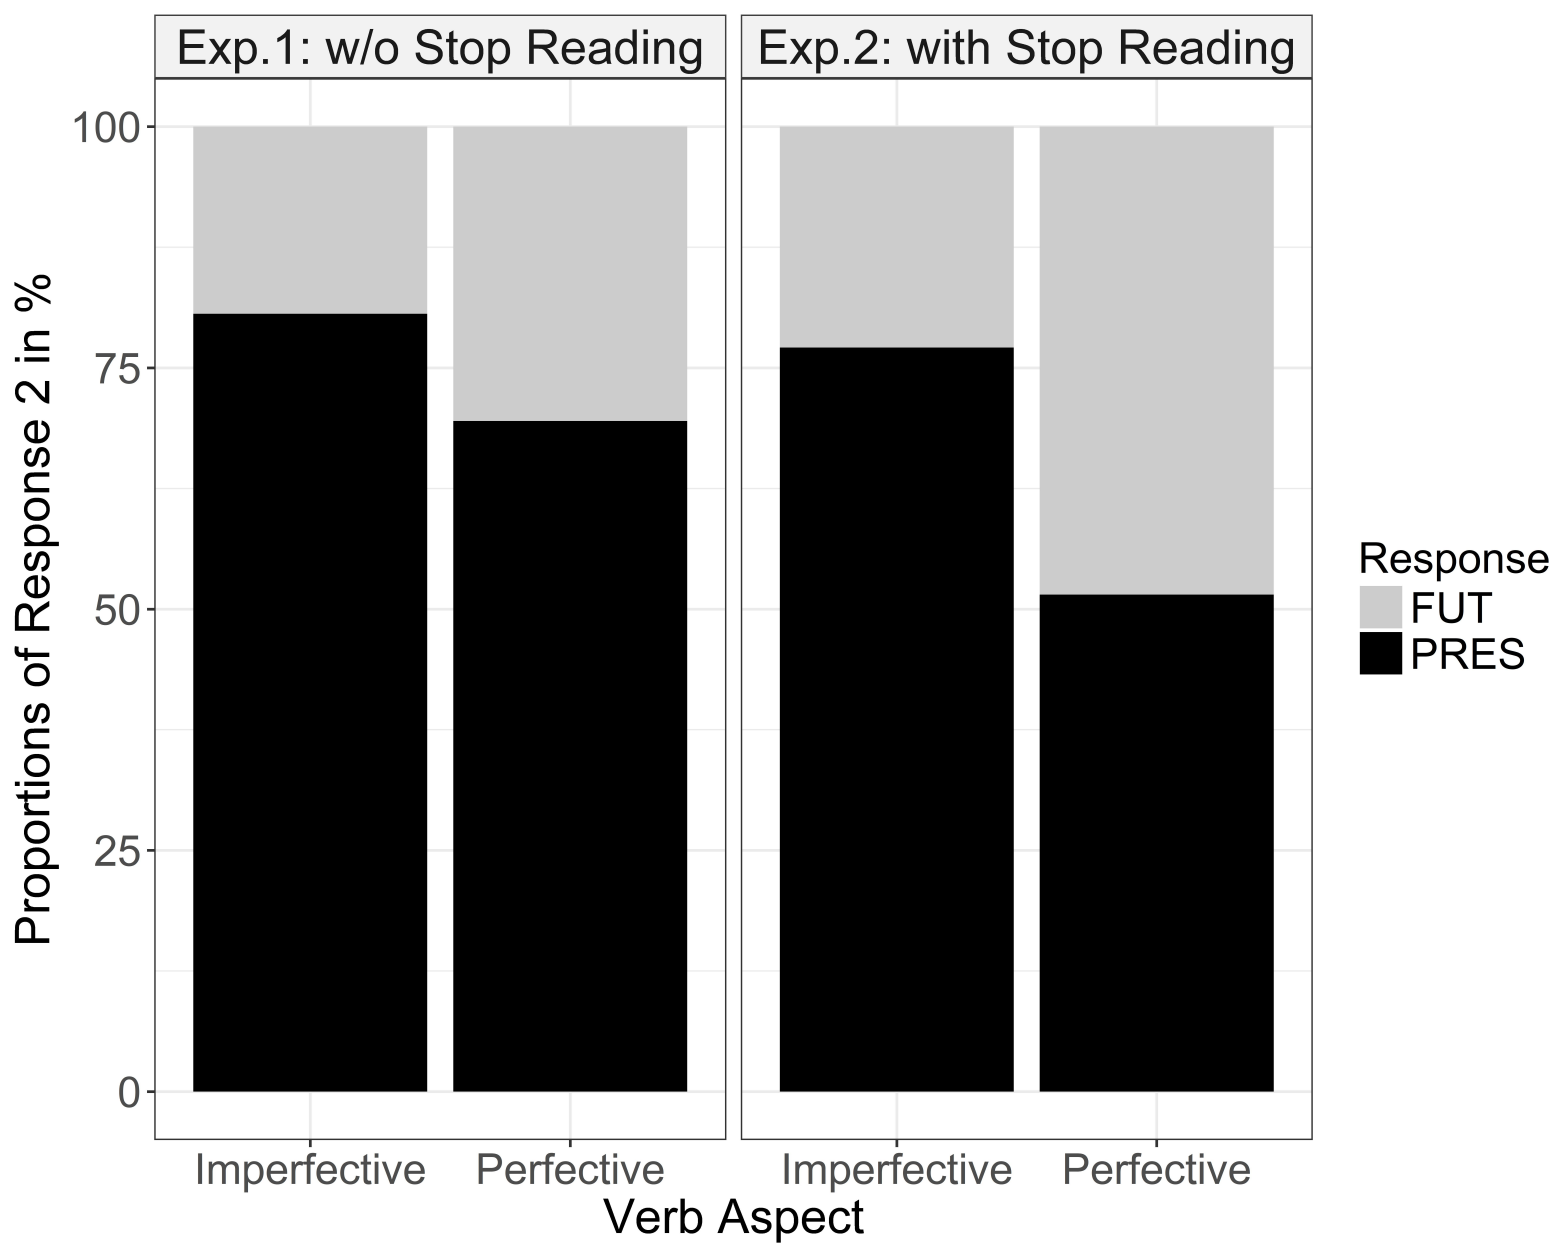 Exp.1: w/o Stop Reading
Exp.2: with Stop Reading
Proportions of Response 2 in %
100
75
50
25
0
Imperfective
Perfective
Imperfective
Perfective
Verb Aspect
Response
FUT
PRES